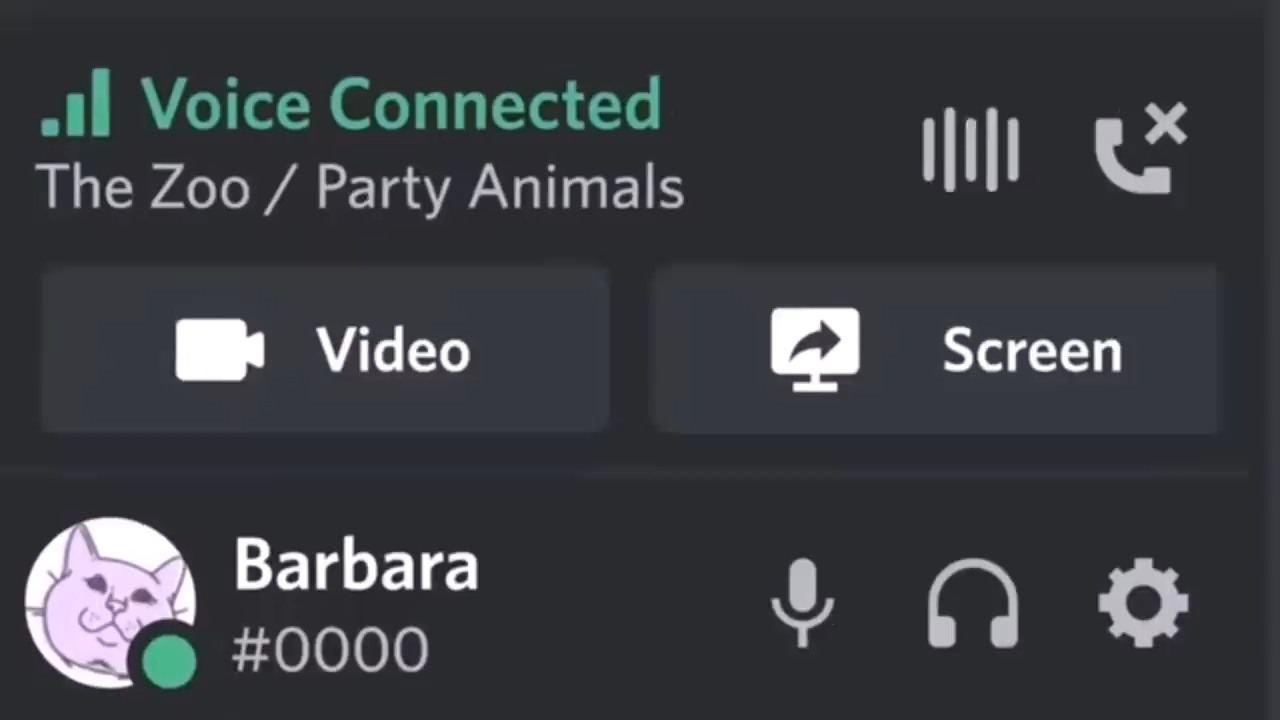 Voice Connected
The Zoo / Party Animals
Video
Screen
Barbara
#0000